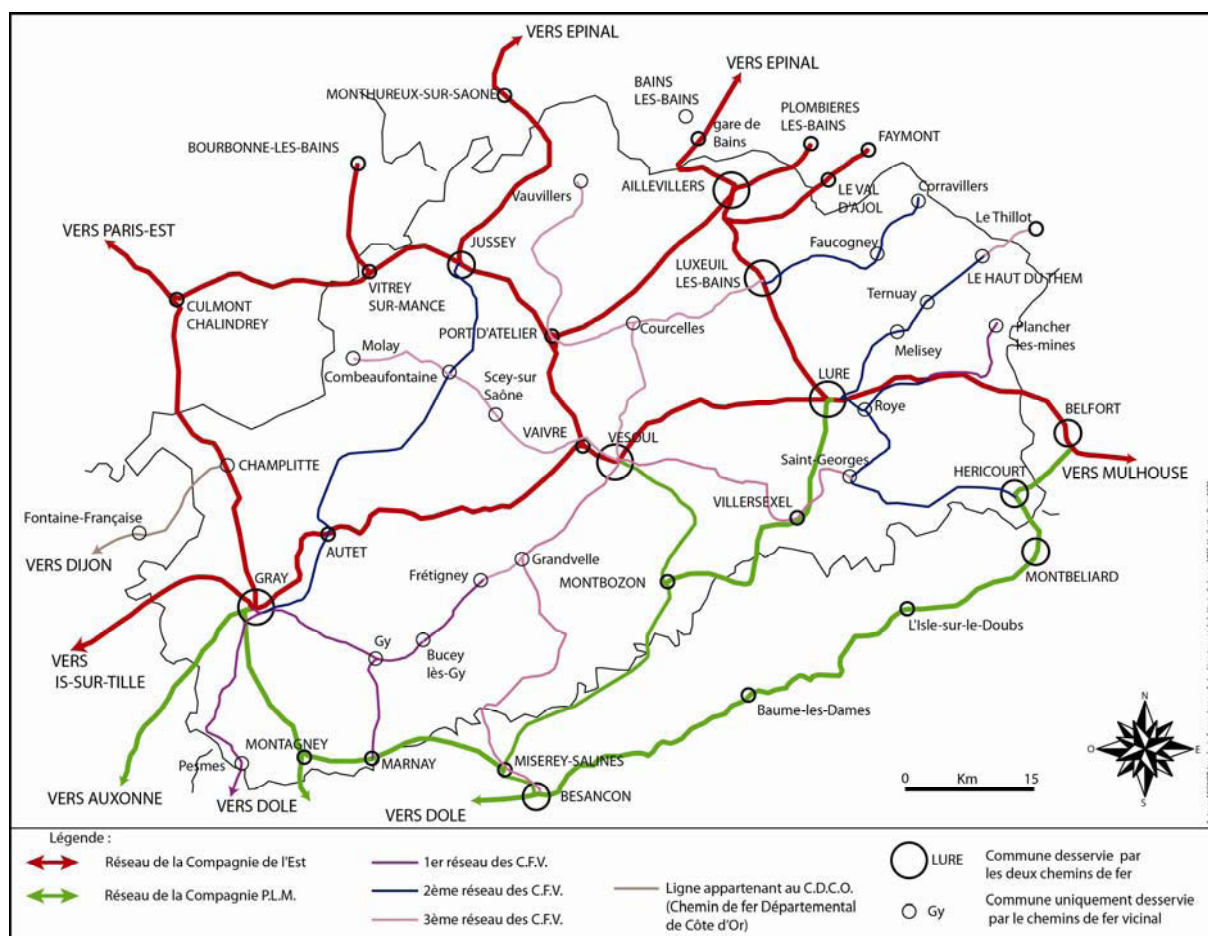 VERS EPINAL
VERS EPINAL
BAINS
LES-BAINS
MONTHUREUX-SUR-SAONE
PLOMBIERES
LES-BAINS
gare de
Bains
FAYMONT
BOURBONNE-LES-BAINS
AILLEVILLERS
LE VAL
D'AJOL
Corravillers
Vauvillers
Le Thillot
VERS PARIS-EST
JUSSEY
Faucogney
LUXEUIL
LES-BAINS
LE HAUT DU THEM
VITREY
SUR-MANCE
CULMONT
CHALINDREY
Ternuay
PORT D'ATELIER
Courcelles
Plancher
les-mines
Melisey
Molay
Combeaufontaine
Scey-sur
Saône
LURE
Roye
BELFORT
VAIVRE
VESOUL
CHAMPLITTE
Saint-Georges
HERICOURT
VERS MULHOUSE
VILLERSEXEL
Fontaine-Française
VERS DIJON
AUTET
Grandvelle
MONTBELIARD
GRAY
Frétigney
MONTBOZON
L'Isle-sur-le-Doubs
VERS
IS-SUR-TILLE
Gy
Bucey
lès-Gy
Baume-les-Dames
N
O
E
S
MONTAGNEY
Pesmes
MARNAY
MISEREY-SALINES
0 Km 15
VERS AUXONNE
VERS DOLE
VERS DOLE
BESANCON
Légende :
Réseau de la Compagnie de l'Est
Réseau de la Compagnie P.L.M.
1er réseau des C.F.V.
2ème réseau des C.F.V.
3ème réseau des C.F.V.
Ligne appartenant au C.D.C.O.
(Chemin de fer Départemental
de Côte d'Or)
LURE
Commune desservie par
les deux chemins de fer
Gy
Commune uniquement desservie
par le chemins de fer vicinal